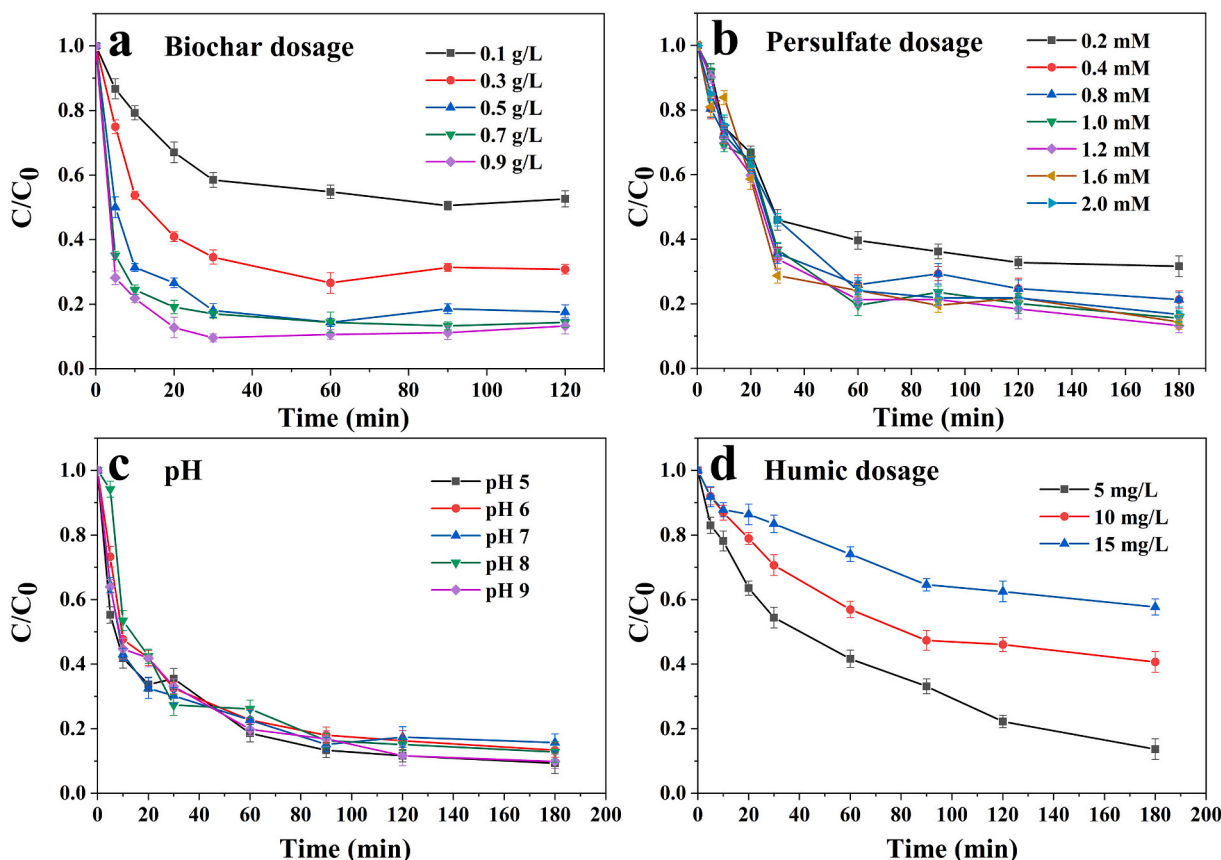 a Biochar dosage
0.1 g/L
0.3 g/L
0.5 g/L
0.7 g/L
0.9 g/L
C/C0
1.0
0.8
0.6
0.4
0.2
0.0
0 20 40 60 80 100 120
Time (min)
b Persulfate dosage
0.2 mM
0.4 mM
0.8 mM
1.0 mM
1.2 mM
1.6 mM
2.0 mM
C/C0
1.0
0.8
0.6
0.4
0.2
0.0
0 20 40 60 80 100 120 140 160 180
Time (min)
c pH
pH 5
pH 6
pH 7
pH 8
pH 9
C/C0
1.0
0.8
0.6
0.4
0.2
0.0
0 20 40 60 80 100 120 140 160 180 200
Time (min)
d Humic dosage
5 mg/L
10 mg/L
15 mg/L
C/C0
1.0
0.8
0.6
0.4
0.2
0.0
0 20 40 60 80 100 120 140 160 180 200
Time (min)